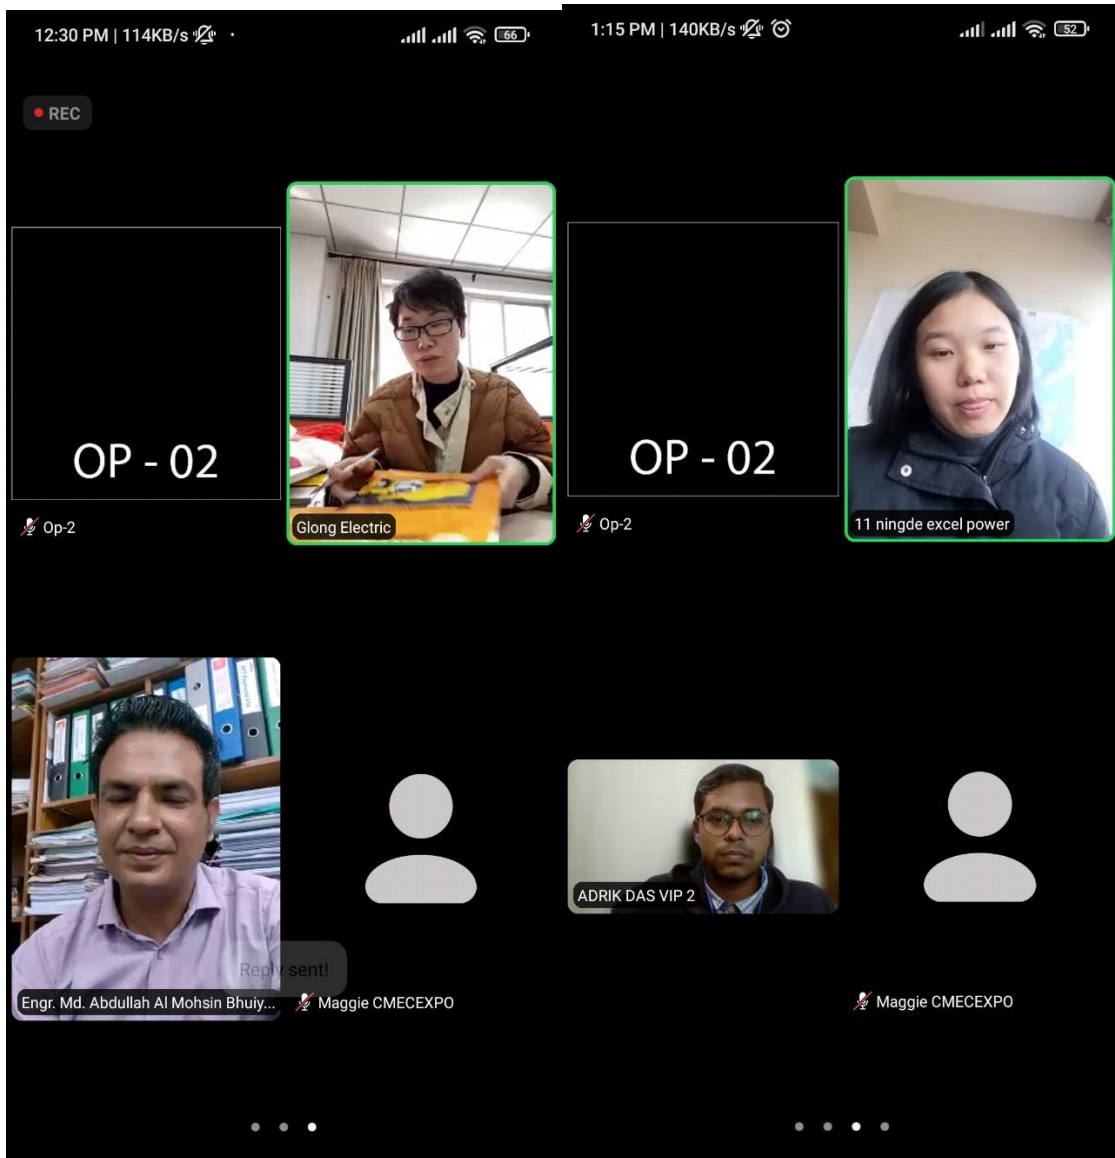 12:30 PM | 114KB/s
66
REC
OP - 02
Op-2
Glong Electric
Reply sent!
Engr. Md. Abdullah Al Mohsin Bhuiy...
Maggie CMECEXPO
1:15 PM | 140KB/s
52
OP - 02
Op-2
11 ningde excel power
ADRIK DAS VIP 2
Maggie CMECEXPO